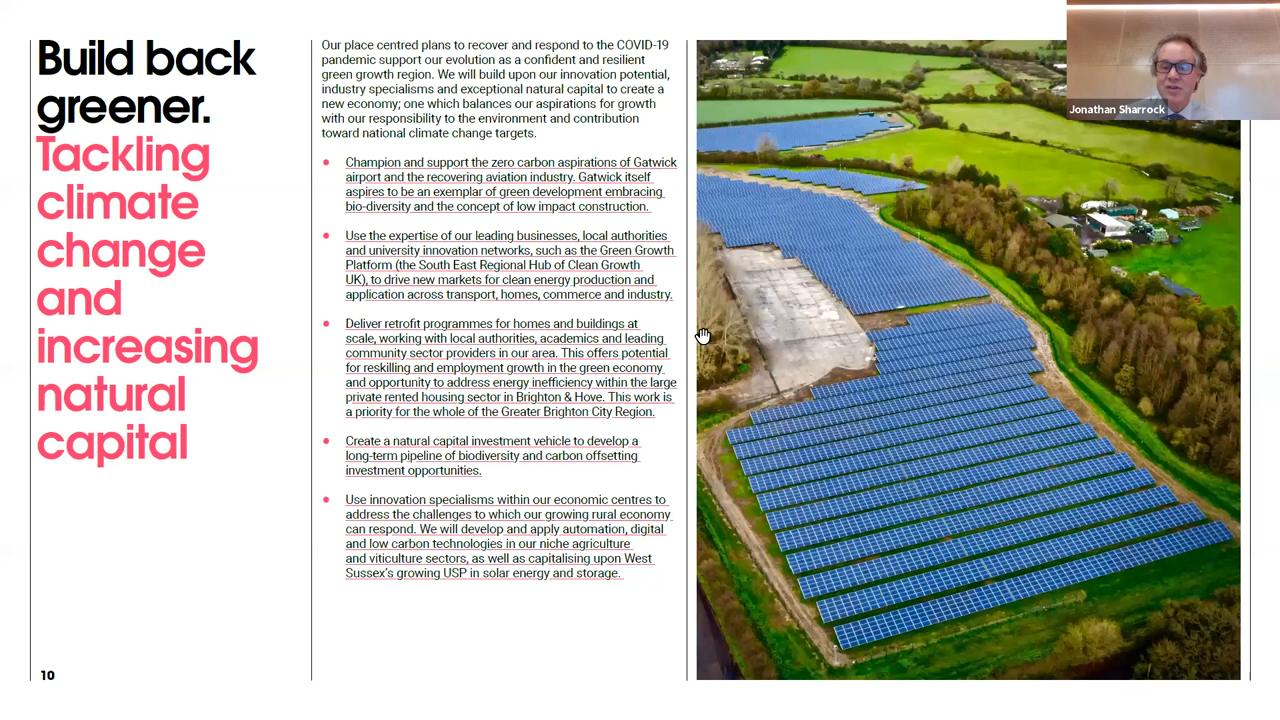 Build back
greener.
Tackling
climate
change
and
increasing
natural
capital
Our place centred plans to recover and respond to the COVID-19
pandemic support our evolution as a confident and resilient
green growth region. We will build upon our innovation potential,
industry specialisms and exceptional natural capital to create a
new economy; one which balances our aspirations for growth
with our responsibility to the environment and contribution
toward national climate change targets.
• Champion and support the zero carbon aspirations of Gatwick
airport and the recovering aviation industry. Gatwick itself
aspires to be an exemplar of green development embracing
bio-diversity and the concept of low impact construction.
• Use the expertise of our leading businesses, local authorities
and university innovation networks, such as the Green Growth
Platform (the South East Regional Hub of Clean Growth
UK), to drive new markets for clean energy production and
application across transport, homes, commerce and industry.
• Deliver retrofit programmes for homes and buildings at
scale, working with local authorities, academics and leading
community sector providers in our area. This offers potential
for reskilling and employment growth in the green economy
and opportunity to address energy inefficiency within the large
private rented housing sector in Brighton & Hove. This work is
a priority for the whole of the Greater Brighton City Region.
• Create a natural capital investment vehicle to develop a
long-term pipeline of biodiversity and carbon offsetting
investment opportunities.
• Use innovation specialisms within our economic centres to
address the challenges to which our growing rural economy
can respond. We will develop and apply automation, digital
and low carbon technologies in our niche agriculture
and viticulture sectors, as well as capitalising upon West
Sussex's growing USP in solar energy and storage.
10
Jonathan Sharrock